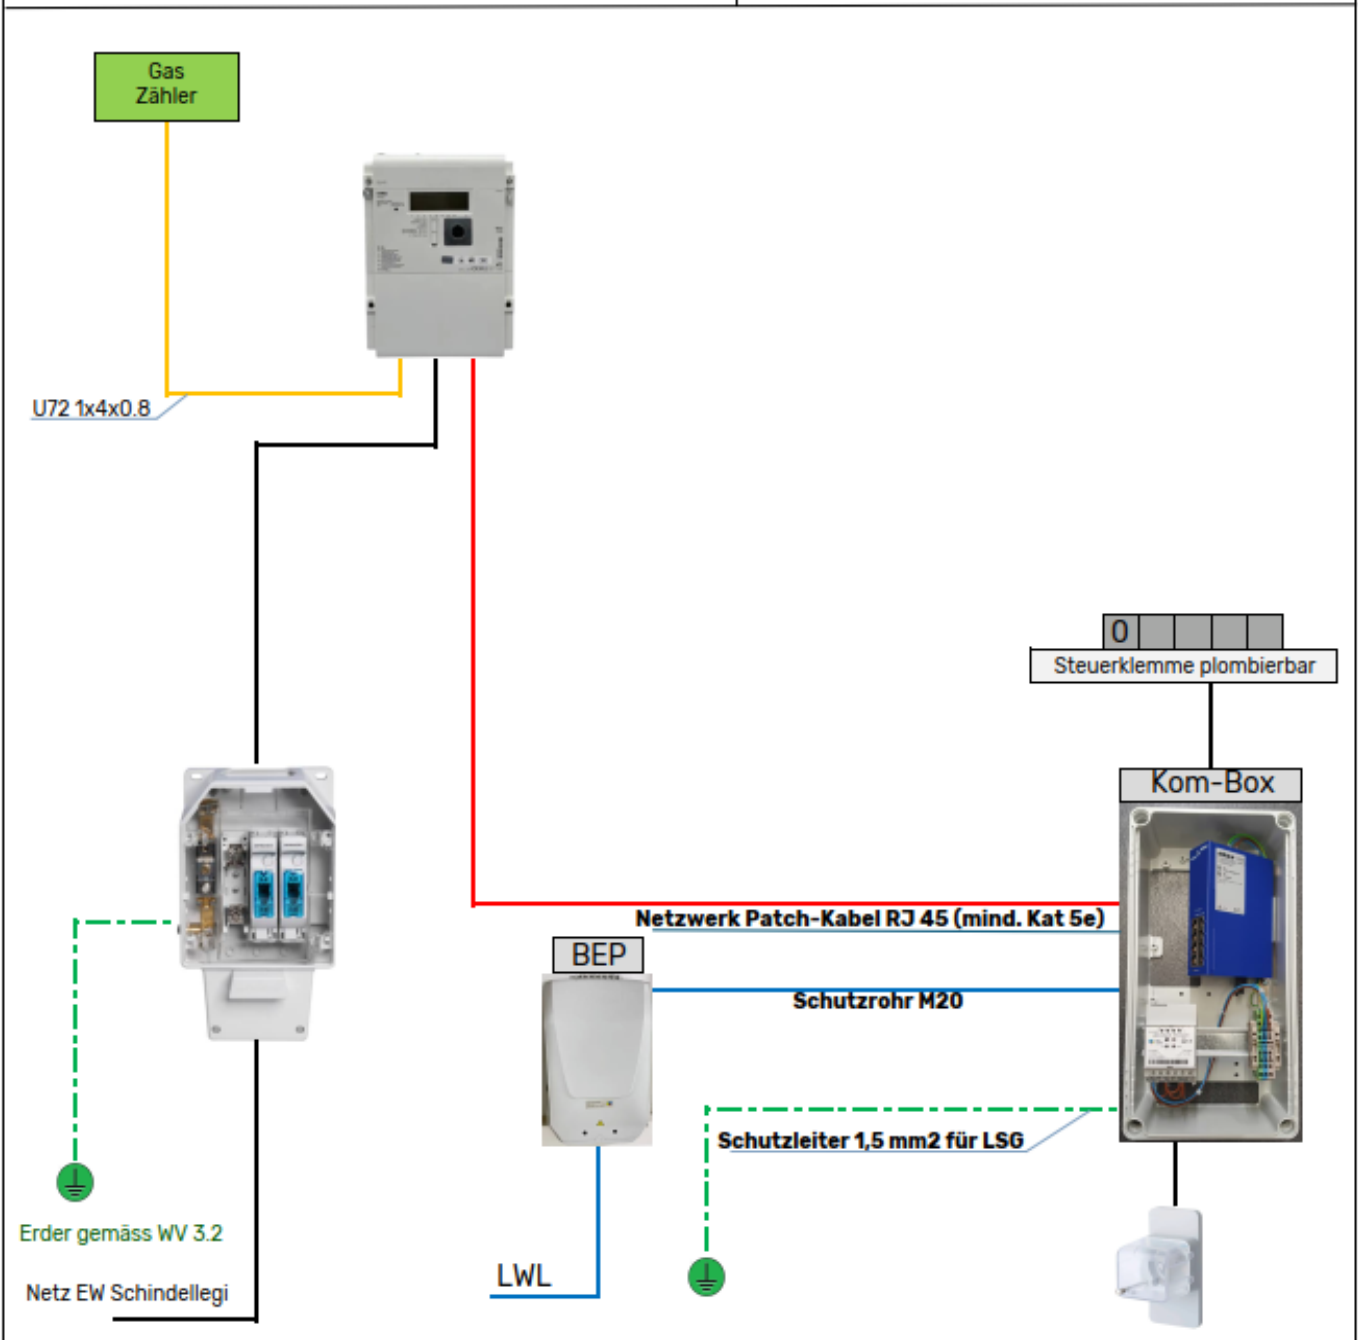 Gas
Zähler
U72 1x4x0.8
0
Steuerklemme plombierbar
Kom-Box
Netzwerk Patch-Kabel RJ 45 (mind. Kat 5e)
BEP
Schutzrohr M20
Schutzleiter 1,5 mm2 für LSG
Erder gemäss WV 3.2
LWL
Netz EW Schindellegi